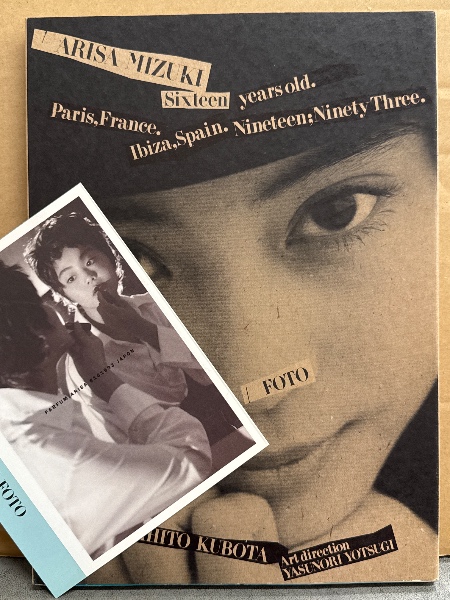 ARISA MIZUKI
Sixteen years old.
Paris, France.
Ibiza, Spain. Nineteen; Ninety Three.
FOTO
HITO KUBOTA
Art direction
YASUNORI YOTSUGI
FOTO